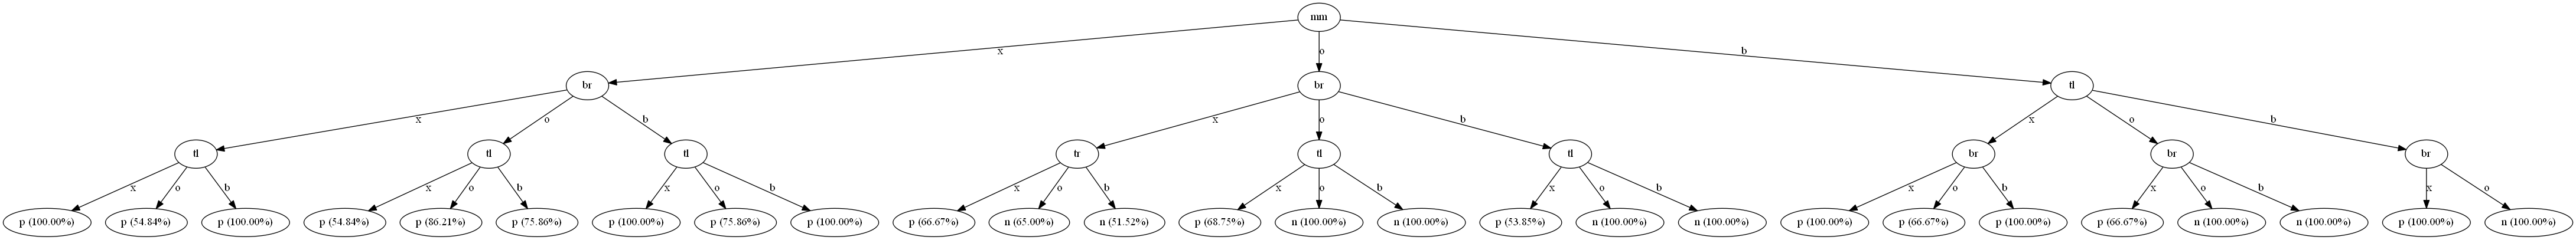 mm
x o b
br br tl
x o b x o b x o b
tl tl tl tr tl tl br br br
x o b x o b x o b x o b x o b x o b x o b x o b x o
p (100.00%) p (54.84%) p (100.00%) p (54.84%) p (86.21%) p (75.86%) p (100.00%) p (75.86%) p (100.00%) p (66.67%) n (65.00%) n (51.52%) p (68.75%) n (100.00%) n (100.00%) p (53.85%) n (100.00%) n (100.00%) p (100.00%) p (66.67%) p (100.00%) p (66.67%) n (100.00%) n (100.00%) p (100.00%) n (100.00%)